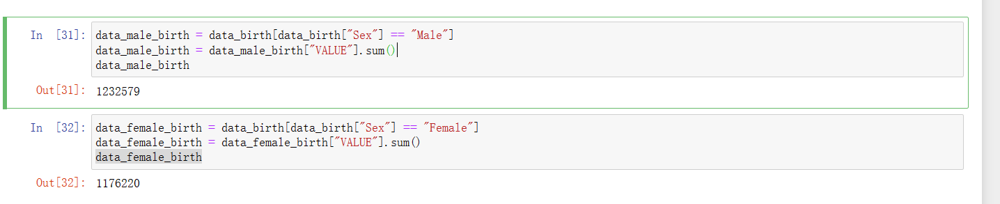 In [31]: data_male_birth = data_birth[data_birth["Sex"] == "Male"]
data_male_birth = data_male_birth["VALUE"].sum()
data_male_birth
Out[31]: 1232579
In [32]: data_female_birth = data_birth[data_birth["Sex"] == "Female"]
data_female_birth = data_female_birth["VALUE"].sum()
data_female_birth
Out[32]: 1176220